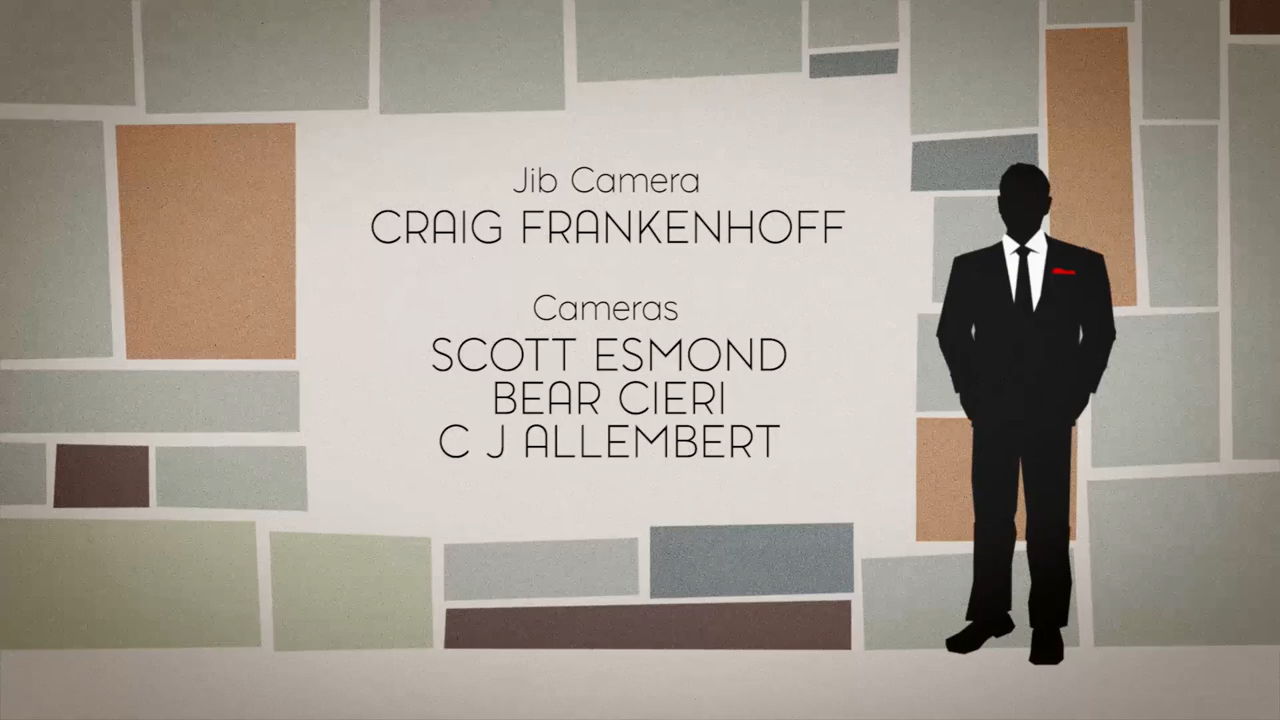 Jib Camera
CRAIG FRANKENHOFF
Cameras
SCOTT ESMOND
BEAR CIERI
C J ALLEMBERT